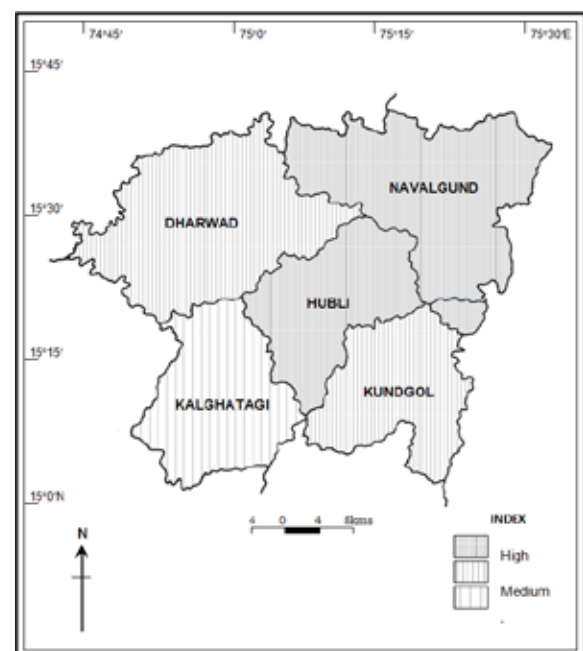 74°45' 75°0' 75°15' 75°30'E
15°45'
NAVALGUND
15°30'
DHARWAD
HUBLI
15°15'
KUNDGOL
KALGHATAGI
15°0'N
4 0 4 8kms
INDEX
N
High
Medium